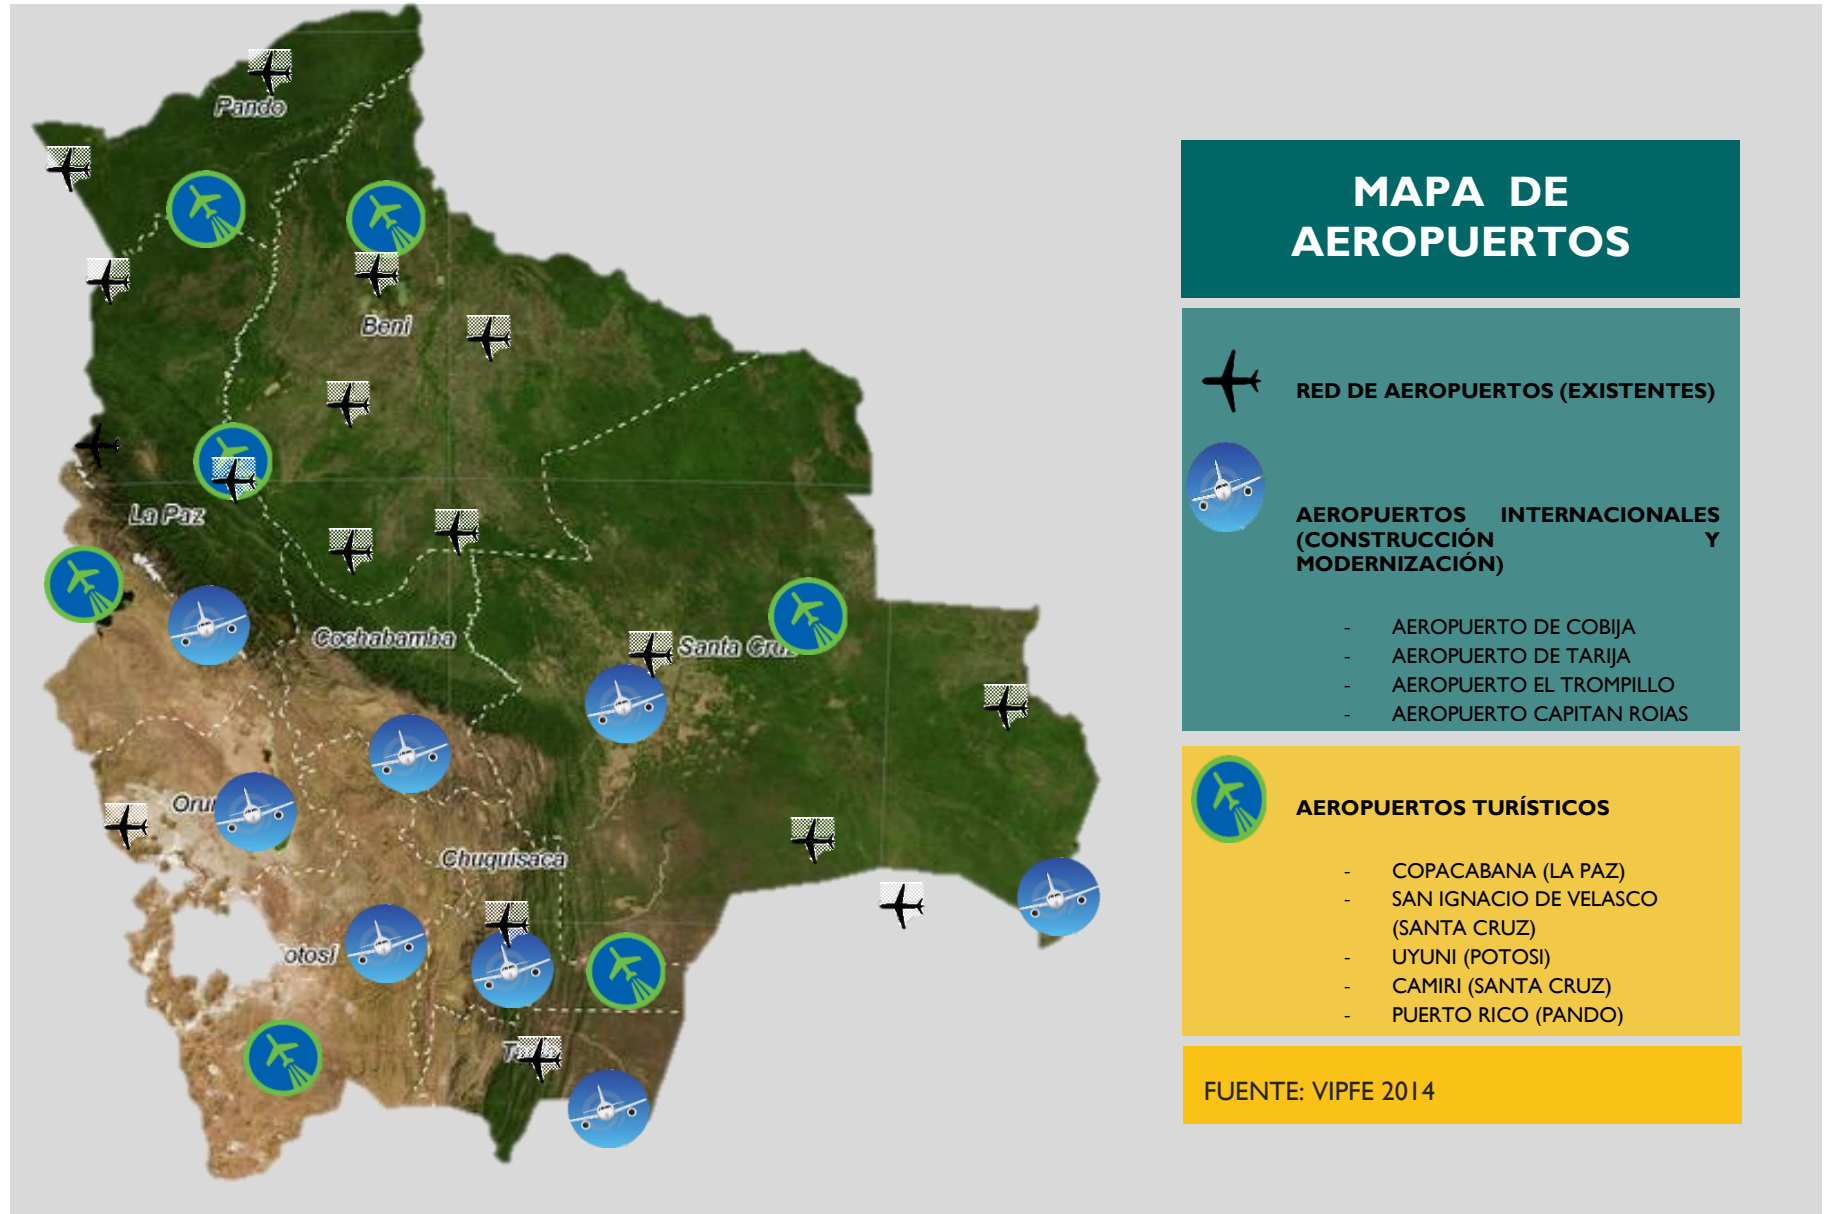 Pando
Beni
La Paz
Cochabamba
Santa Cruz
Chuquisaca
MAPA DE
AEROPUERTOS
RED DE AEROPUERTOS (EXISTENTES)
AEROPUERTOS INTERNACIONALES
(CONSTRUCCIÓN Y
MODERNIZACIÓN)
- AEROPUERTO DE COBIJA
- AEROPUERTO DE TARIJA
- AEROPUERTO EL TROMPILLO
- AEROPUERTO CAPITAN ROIAS
AEROPUERTOS TURÍSTICOS
- COPACABANA (LA PAZ)
- SAN IGNACIO DE VELASCO
(SANTA CRUZ)
- UYUNI (POTOSI)
- CAMIRI (SANTA CRUZ)
- PUERTO RICO (PANDO)
FUENTE: VIPFE 2014